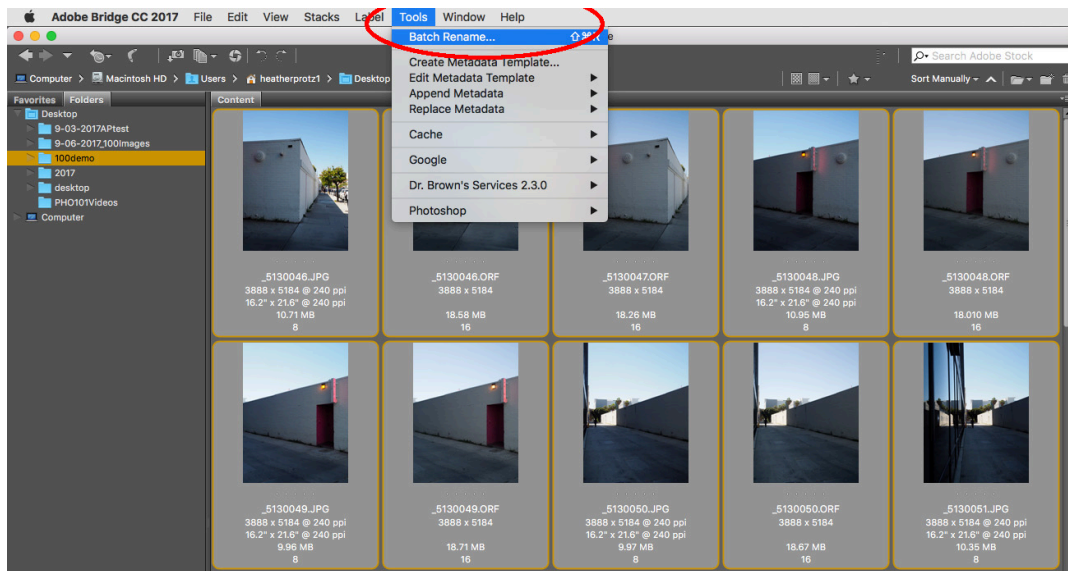 Adobe Bridge CC 2017 File Edit View Stacks Label Tools Window Help
Batch Rename... ⇧⌘R
Create Metadata Template...
Edit Metadata Template
Append Metadata
Replace Metadata
Cache
Google
Dr. Brown's Services 2.3.0
Photoshop
Search Adobe Stock
Computer > Macintosh HD > Users > heatherprotz1 > Desktop
Sort Manually
Favorites Folders
Content
Desktop
9-03-2017APtest
9-06-2017_100Images
100demo
2017
desktop
PHO101Videos
Computer
_5130046.JPG _5130046.ORF _5130047.ORF _5130048.JPG _5130048.ORF
3888 x 5184 @ 240 ppi 3888 x 5184 3888 x 5184 3888 x 5184 @ 240 ppi 3888 x 5184
16.2" x 21.6" @ 240 ppi 16.2" x 21.6" @ 240 ppi
10.71 MB 18.58 MB 18.26 MB 10.95 MB 18.010 MB
8 16 16 8 16
_5130049.JPG _5130049.ORF _5130050.JPG _5130050.ORF _5130051.JPG
3888 x 5184 @ 240 ppi 3888 x 5184 3888 x 5184 @ 240 ppi 3888 x 5184 3888 x 5184 @ 240 ppi
16.2" x 21.6" @ 240 ppi 16.2" x 21.6" @ 240 ppi 16.2" x 21.6" @ 240 ppi
9.96 MB 18.71 MB 9.97 MB 18.67 MB 10.35 MB
8 16 8 16 8